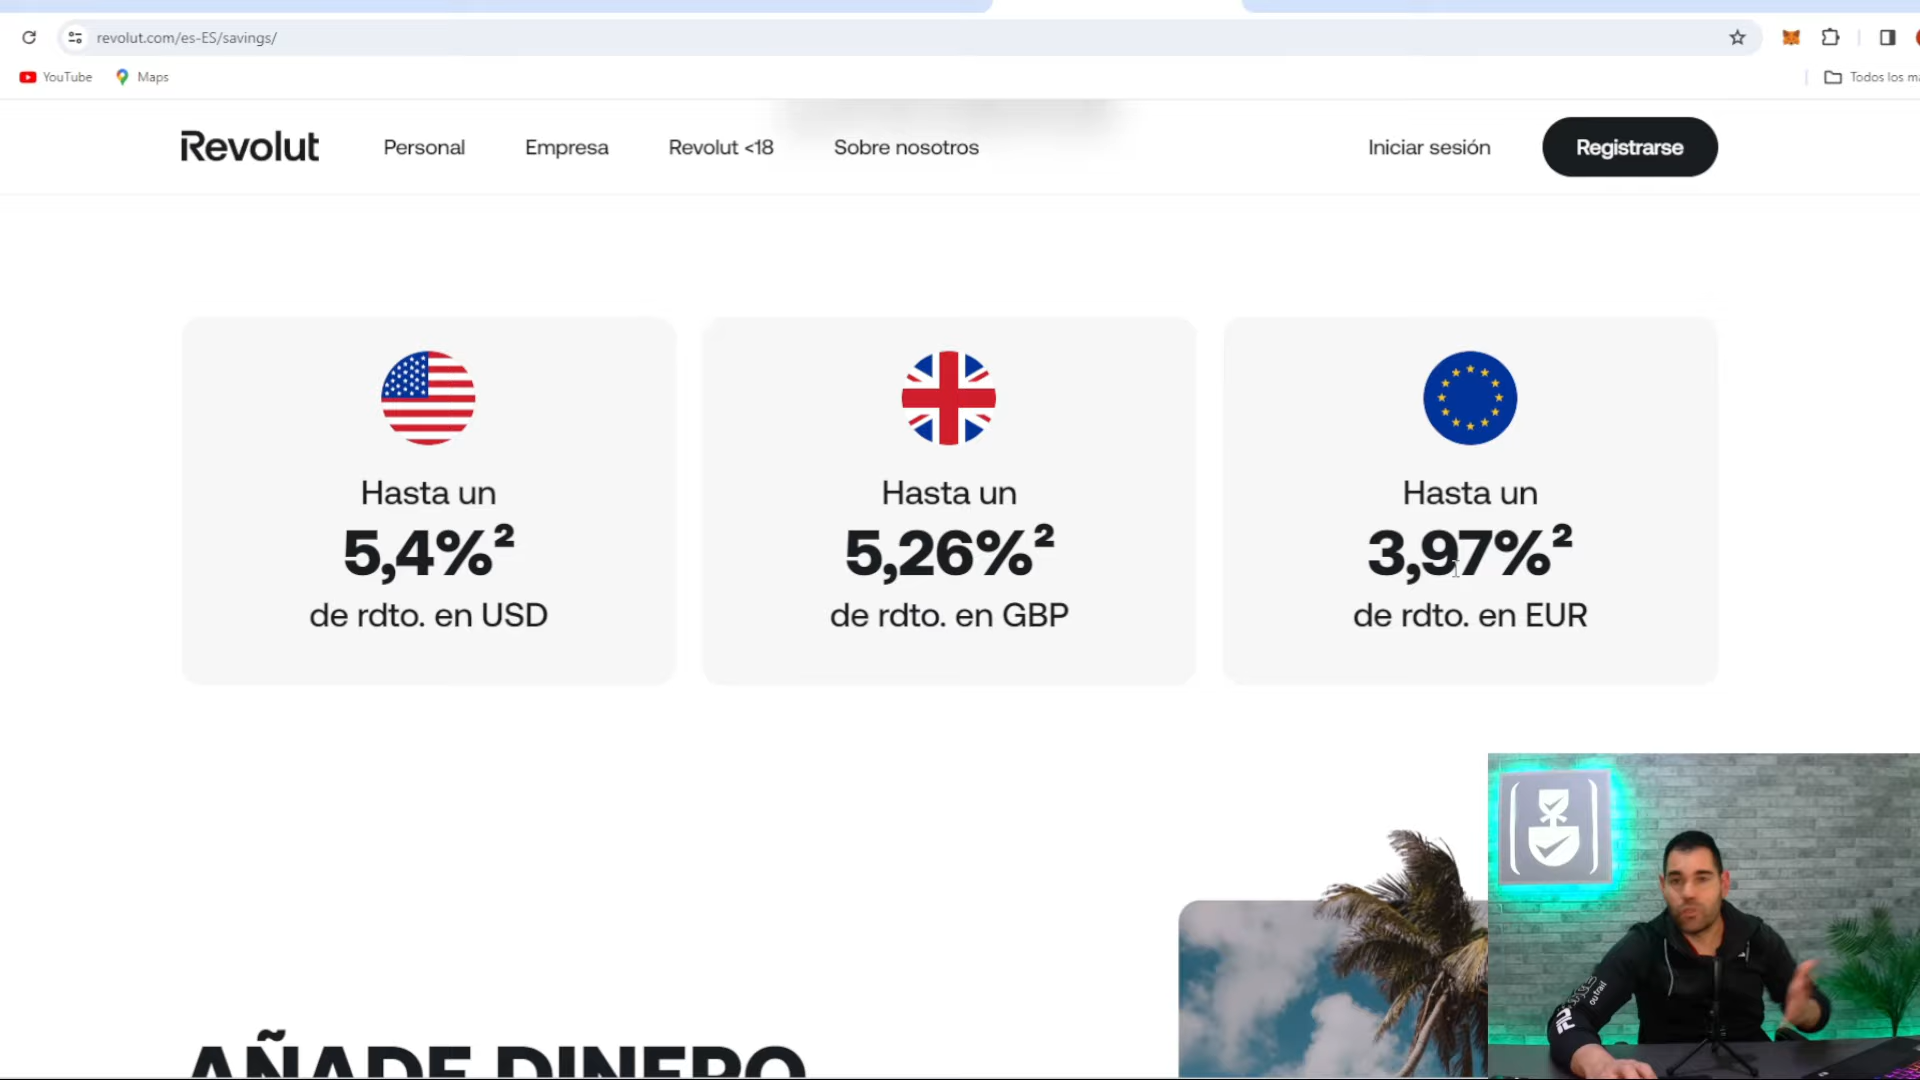 revolut.com/es-ES/savings/
YouTube
Maps
Todos los ma
Revolut
Personal
Empresa
Revolut <18
Sobre nosotros
Iniciar sesión
Registrarse
Hasta un
5,4%²
de rdto. en USD
Hasta un
5,26%²
de rdto. en GBP
Hasta un
3,97%²
de rdto. en EUR
AÑADE DINERO